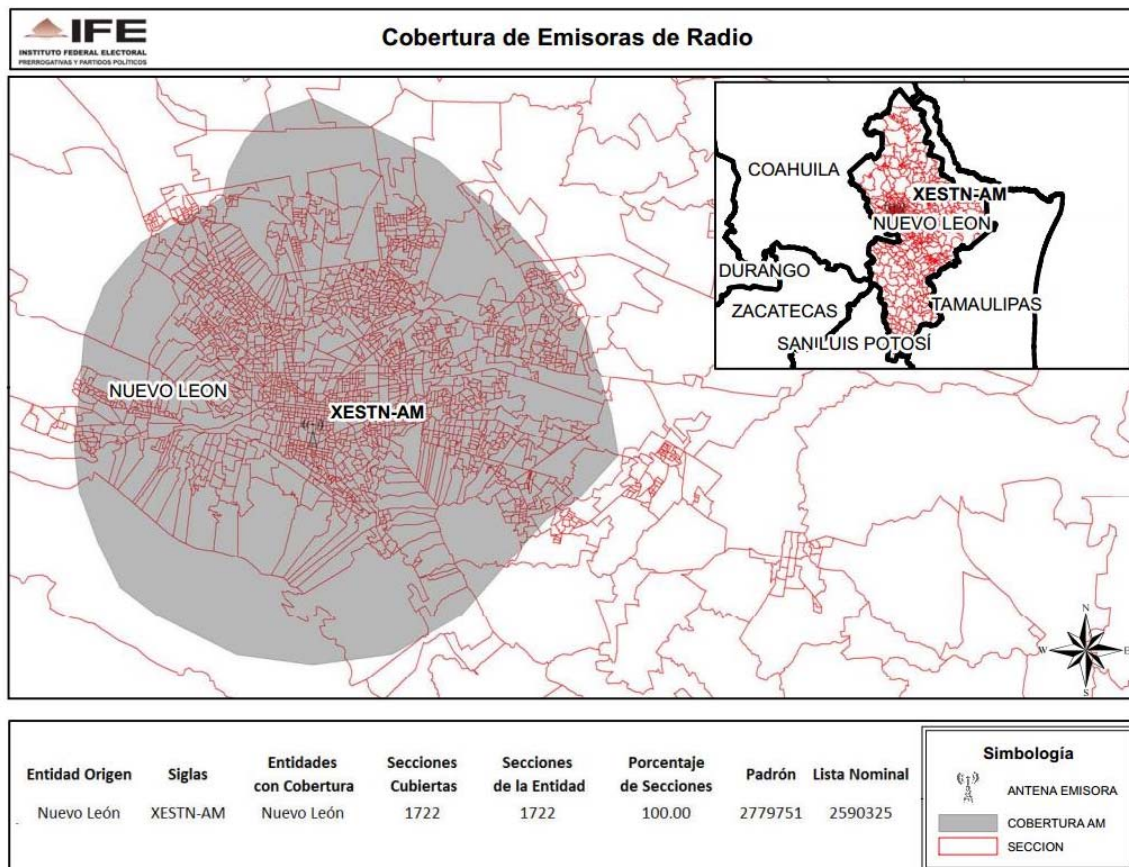 IFE
INSTITUTO FEDERAL ELECTORAL
PRERROGATIVAS Y PARTIDOS POLÍTICOS
Cobertura de Emisoras de Radio
COAHUILA
XESTN-AM
NUEVO LEON
DURANGO
ZACATECAS
TAMAULIPAS
SAN LUIS POTOSÍ
NUEVO LEON
XESTN-AM
N
W
E
S
Entidad Origen Siglas Entidades con Cobertura Secciones Cubiertas Secciones de la Entidad Porcentaje de Secciones Padrón Lista Nominal
Nuevo León XESTN-AM Nuevo León 1722 1722 100.00 2779751 2590325
Simbología
ANTENA EMISORA
COBERTURA AM
SECCION